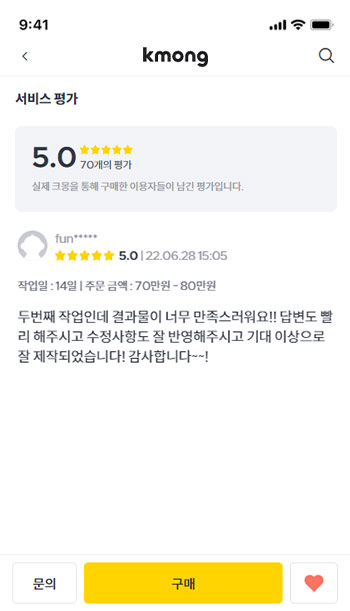 9:41
kmong
서비스 평가
5.0
70개의 평가
실제 크몽을 통해 구매한 이용자들이 남긴 평가입니다.
fun*****
5.0 | 22.06.28 15:05
작업일 : 14일 | 주문 금액 : 70만원 - 80만원
두번째 작업인데 결과물이 너무 만족스러워요!! 답변도 빨
리 해주시고 수정사항도 잘 반영해주시고 기대 이상으로
잘 제작되었습니다! 감사합니다~~!
문의
구매